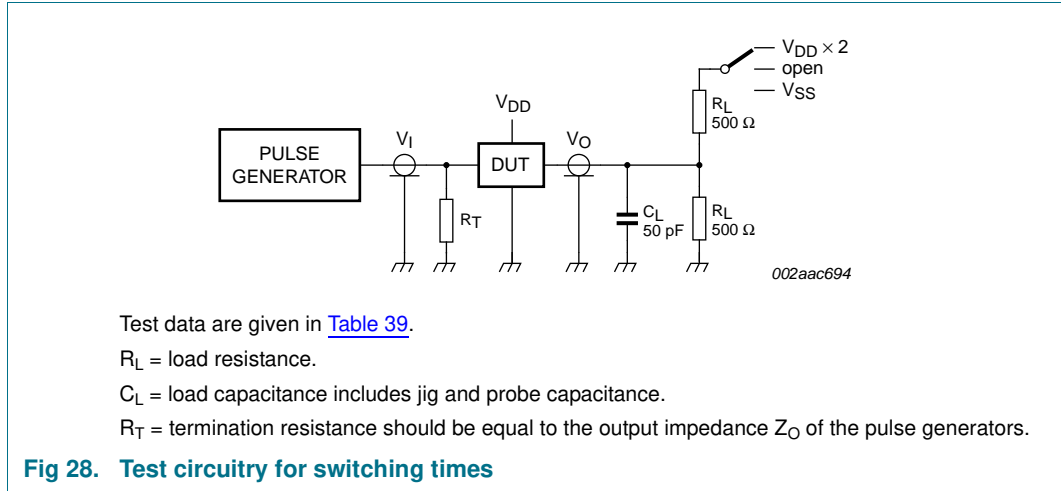 V_DD × 2
open
V_SS
R_L
500 Ω
V_DD
V_I
V_O
PULSE
GENERATOR
DUT
R_T
C_L
50 pF
R_L
500 Ω
002aac694
Test data are given in Table 39.
R_L = load resistance.
C_L = load capacitance includes jig and probe capacitance.
R_T = termination resistance should be equal to the output impedance Z_O of the pulse generators.
Fig 28. Test circuitry for switching times